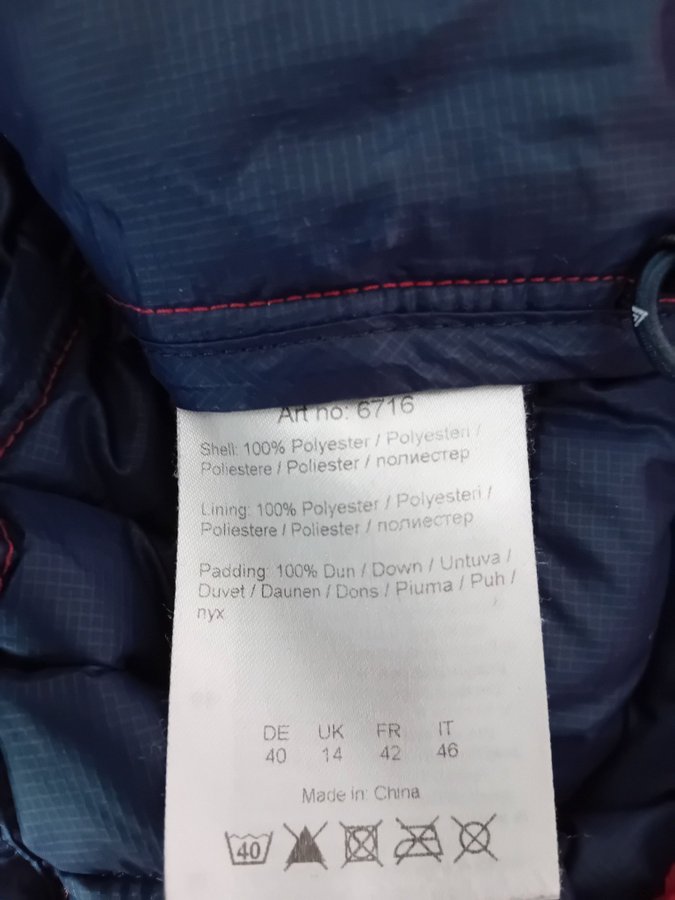 Art no: 6716
Shell: 100% Polyester / Polyesteri /
Poliestere / Poliester / полиестер
Lining: 100% Polyester / Polyesteri /
Poliestere / Poliester / полиестер
Padding: 100% Dun / Down / Untuva /
Duvet / Daunen / Dons / Piuma / Puh /
пух
DE UK FR IT
40 14 42 46
Made in: China
40